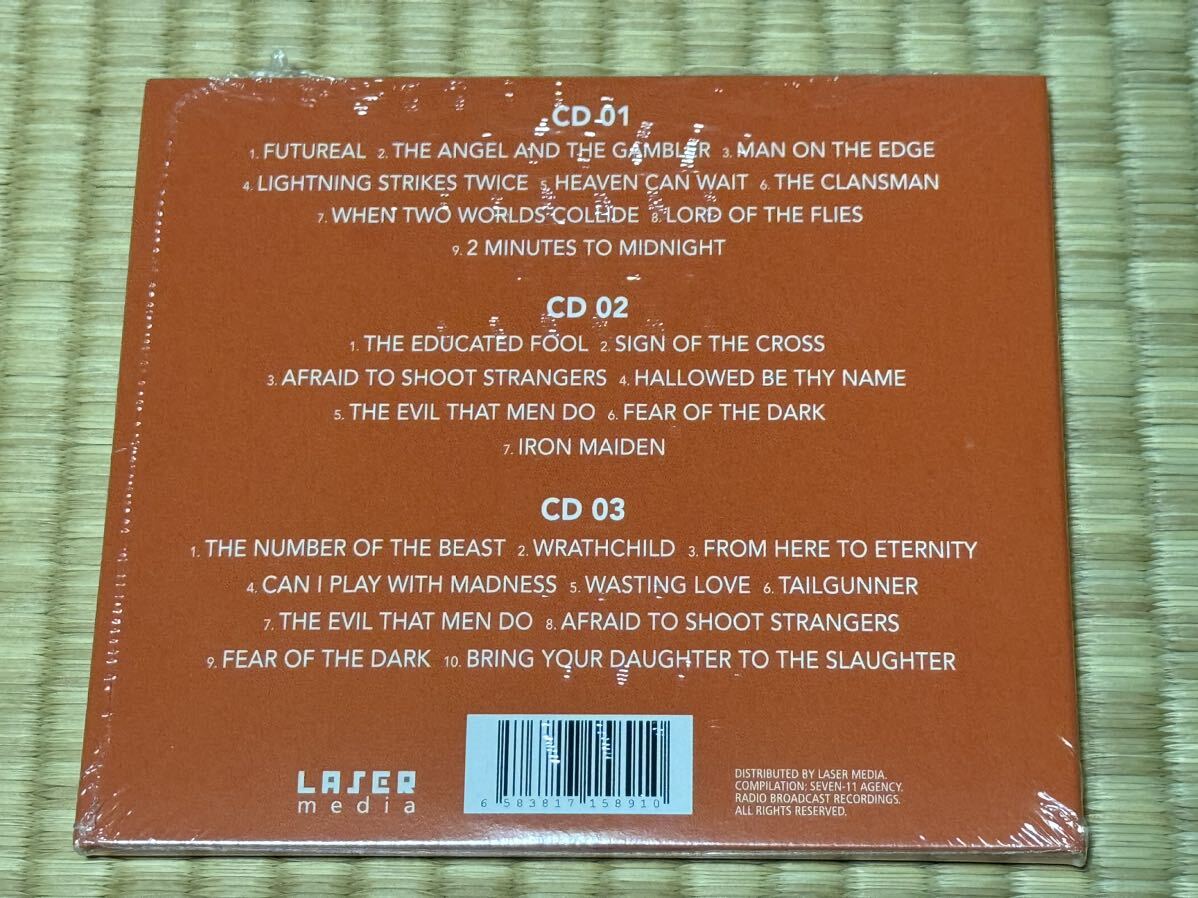 CD 01
1. FUTUREAL 2. THE ANGEL AND THE GAMBLER 3. MAN ON THE EDGE
4. LIGHTNING STRIKES TWICE 5. HEAVEN CAN WAIT 6. THE CLANSMAN
7. WHEN TWO WORLDS COLLIDE 8. LORD OF THE FLIES
9. 2 MINUTES TO MIDNIGHT
CD 02
1. THE EDUCATED FOOL 2. SIGN OF THE CROSS
3. AFRAID TO SHOOT STRANGERS 4. HALLOWED BE THY NAME
5. THE EVIL THAT MEN DO 6. FEAR OF THE DARK
7. IRON MAIDEN
CD 03
1. THE NUMBER OF THE BEAST 2. WRATHCHILD 3. FROM HERE TO ETERNITY
4. CAN I PLAY WITH MADNESS 5. WASTING LOVE 6. TAILGUNNER
7. THE EVIL THAT MEN DO 8. AFRAID TO SHOOT STRANGERS
9. FEAR OF THE DARK 10. BRING YOUR DAUGHTER TO THE SLAUGHTER
LASER
media
6 583817 158910
DISTRIBUTED BY LASER MEDIA.
COMPILATION: SEVEN-11 AGENCY.
RADIO BROADCAST RECORDINGS.
ALL RIGHTS RESERVED.